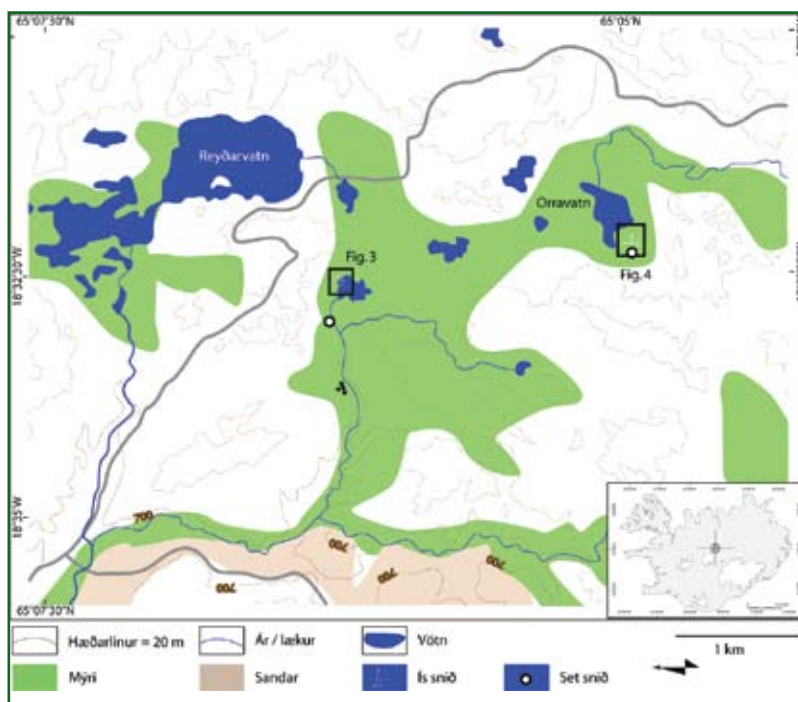 65°07'30"N
65°05'N
Reyðarvatn
Orravatn
Fig.3
Fig.4
18°32'30"
18°35'W
700
700
700
700
700
65°07'30"N
Hæðarlinur = 20 m
Ár / lækur
Vötn
1 km
Mýri
Sandar
Ís snið
Set snið